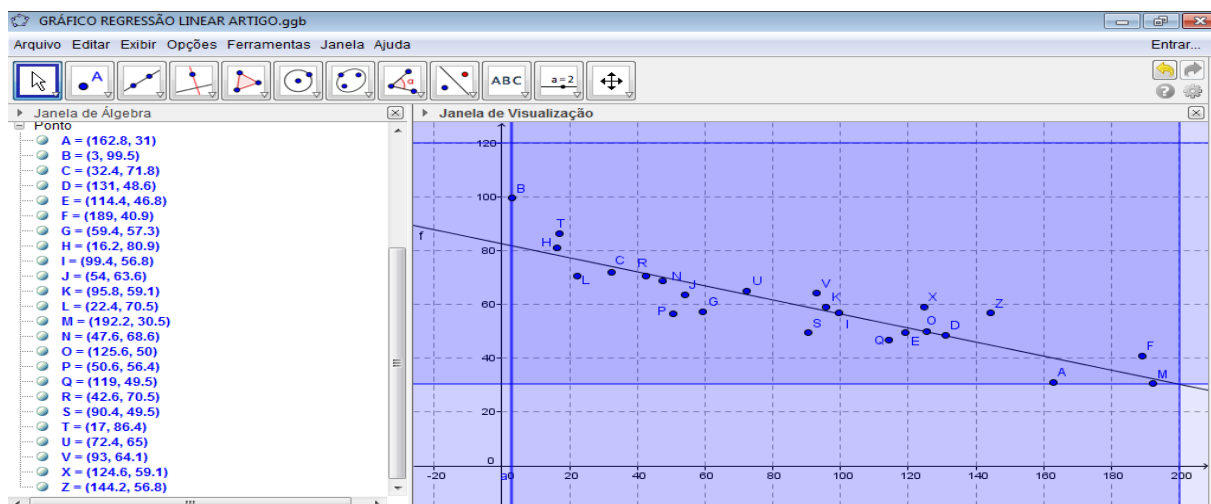 GRÁFICO REGRESSÃO LINEAR ARTIGO.ggb
Arquivo Editar Exibir Opções Ferramentas Janela Ajuda
Entrar...
A
α
ABC
a=2
Janela de Álgebra
Janela de Visualização
Ponto
A = (162.8, 31)
B = (3, 99.5)
C = (32.4, 71.8)
D = (131, 48.6)
E = (114.4, 46.8)
F = (189, 40.9)
G = (59.4, 57.3)
H = (16.2, 80.9)
I = (99.4, 56.8)
J = (54, 63.6)
K = (95.8, 59.1)
L = (22.4, 70.5)
M = (192.2, 30.5)
N = (47.6, 68.6)
O = (125.6, 50)
P = (50.6, 56.4)
Q = (119, 49.5)
R = (42.6, 70.5)
S = (90.4, 49.5)
T = (17, 86.4)
U = (72.4, 65)
V = (93, 64.1)
X = (124.6, 59.1)
Z = (144.2, 56.8)
120
100
80
60
40
20
0
B
T
f
H
L
C
R
N
J
P
G
U
V
K
S
I
X
Z
O
D
Q
E
F
A
M
-20
a0
20
40
60
80
100
120
140
160
180
200